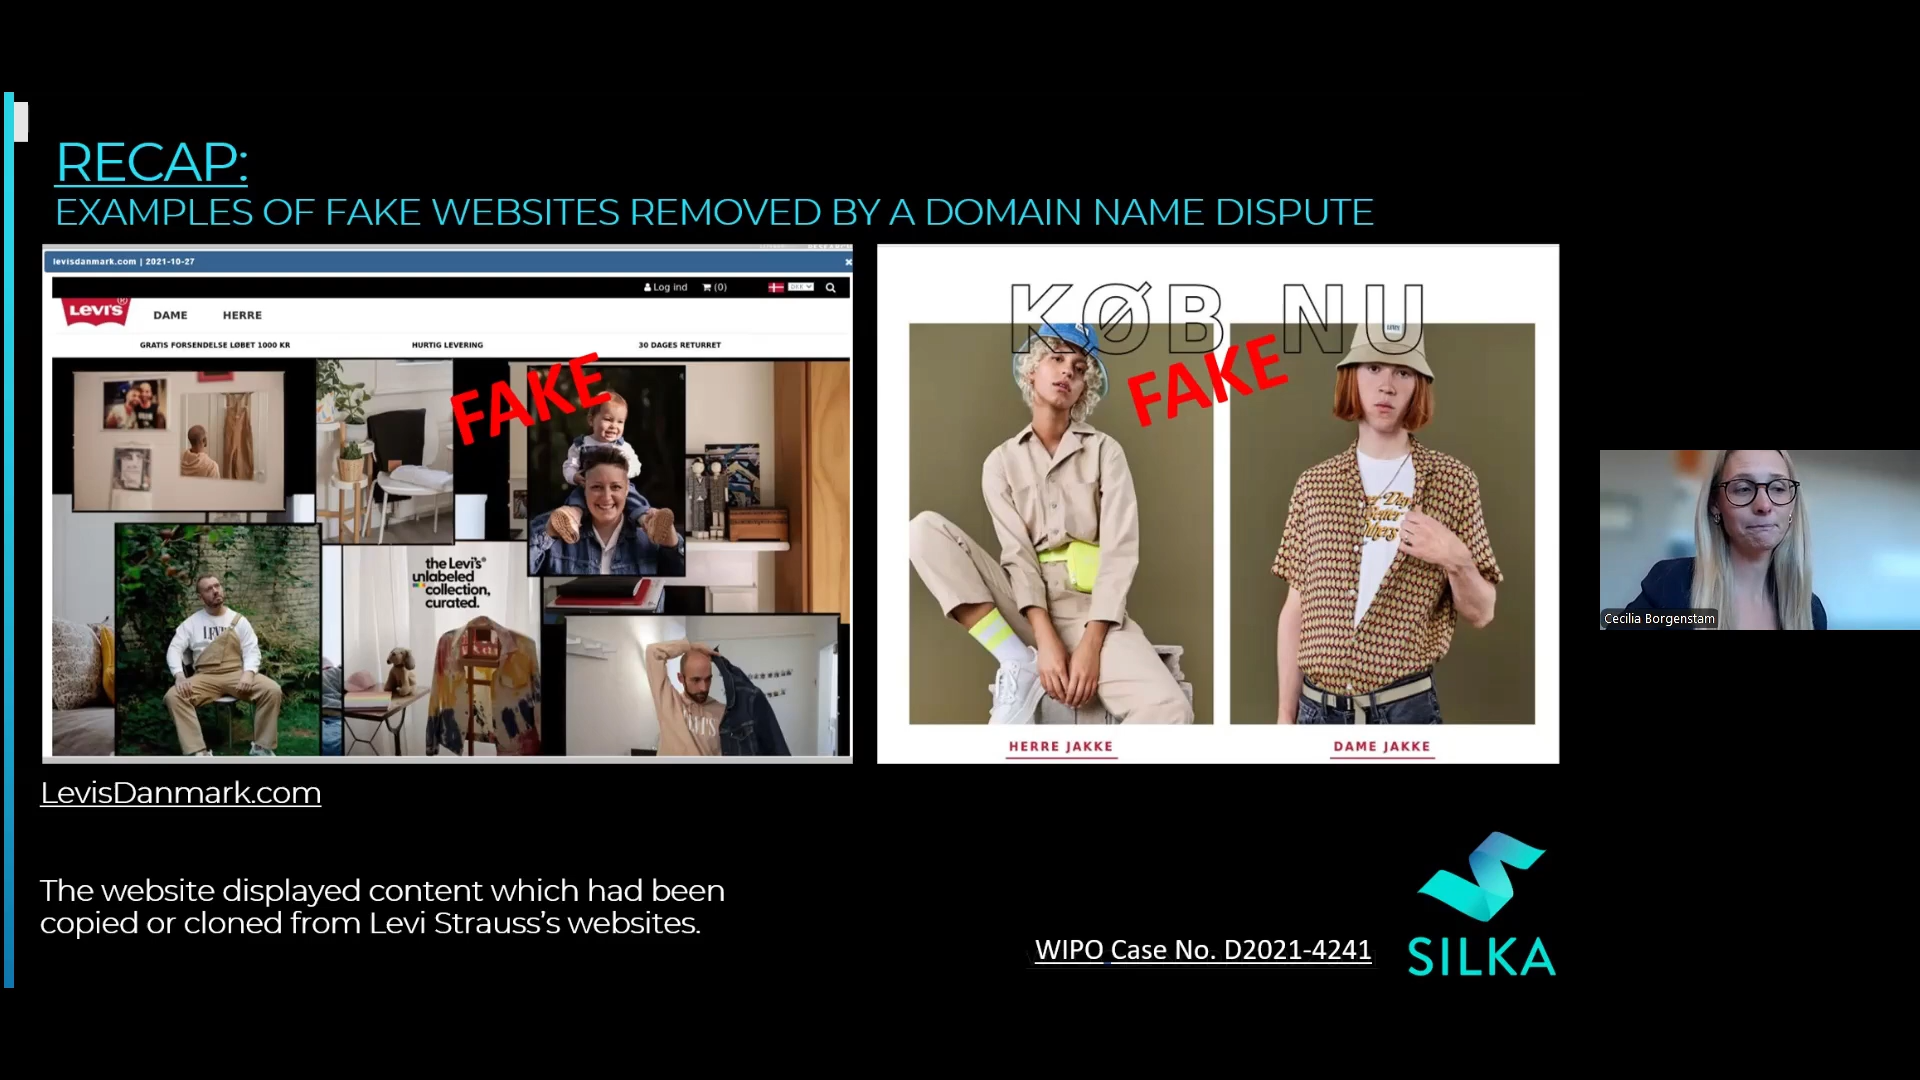 RECAP:
EXAMPLES OF FAKE WEBSITES REMOVED BY A DOMAIN NAME DISPUTE
levisdanmark.com | 2021-10-27
Log ind
(0)
DKK
Levi's®
DAME
HERRE
GRATIS FORSENDELSE LØBET 1000 KR
HURTIG LEVERING
30 DAGES RETURRET
FAKE
the Levi's®
unlabeled
collection,
curated.
KØB NU
FAKE
HERRE JAKKE
DAME JAKKE
LevisDanmark.com
The website displayed content which had been
copied or cloned from Levi Strauss’s websites.
WIPO Case No. D2021-4241
SILKA
Cecilia Borgenstam